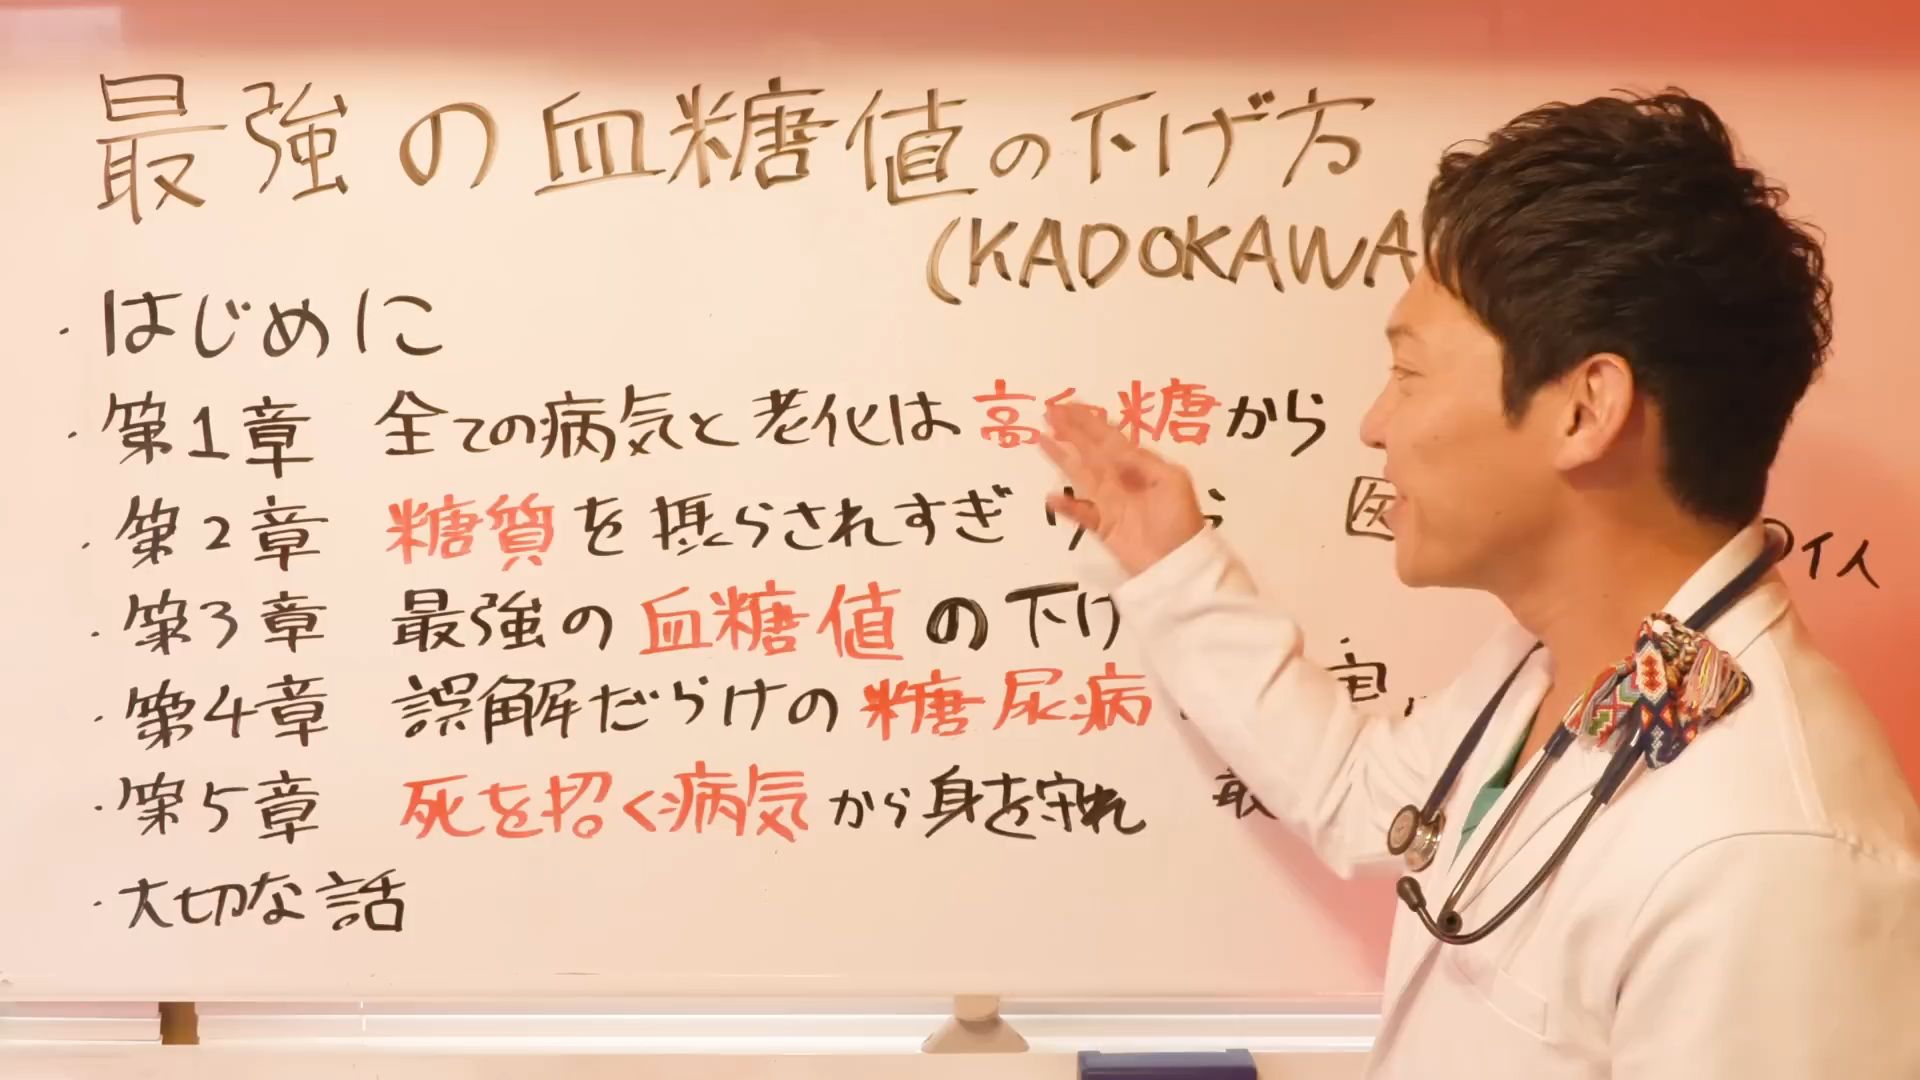 最強の血糖値の下げ方
(KADOKAWA
・はじめに
・第1章 全ての病気と老化は高血糖から
・第2章 糖質を摂らされすぎ
・第3章 最強の血糖値の下げ
・第4章 誤解だらけの糖尿病
・第5章 死を招く病気から身を守れ
・大切な話
イ人